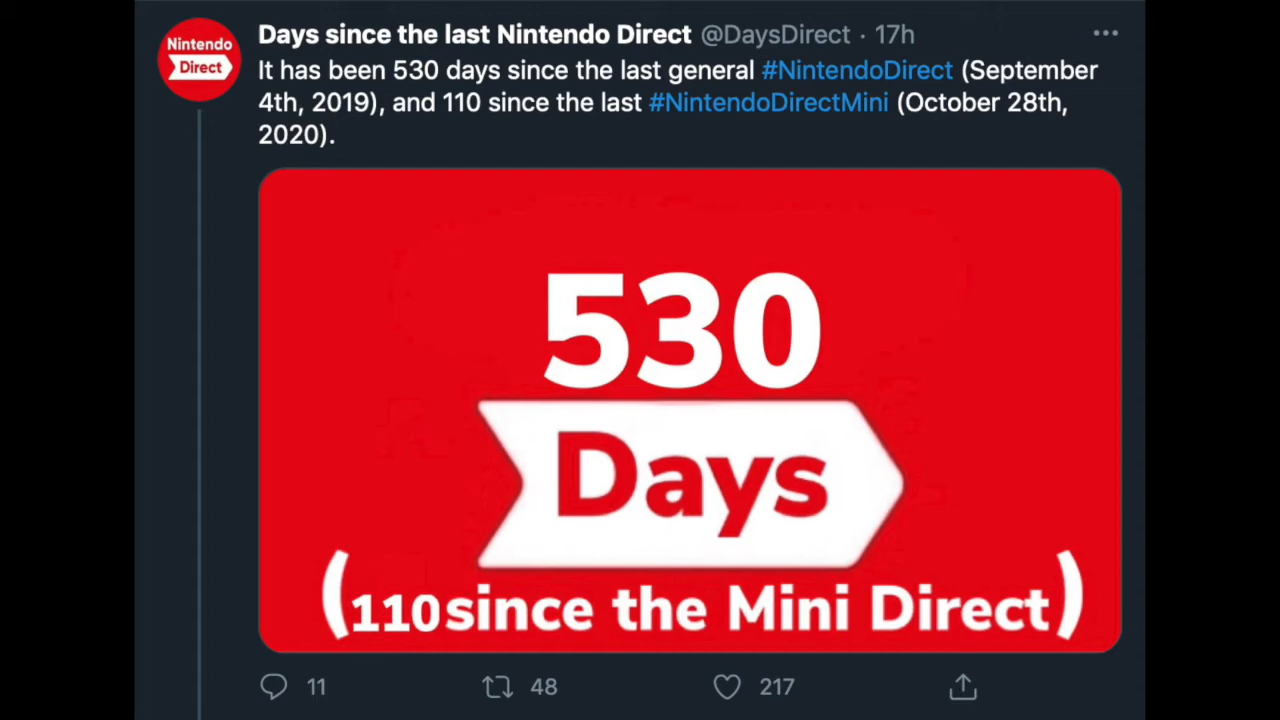 Nintendo
Direct
Days since the last Nintendo Direct @DaysDirect · 17h
It has been 530 days since the last general #NintendoDirect (September
4th, 2019), and 110 since the last #NintendoDirectMini (October 28th,
2020).
530
Days
(110since the Mini Direct)
11 48 217